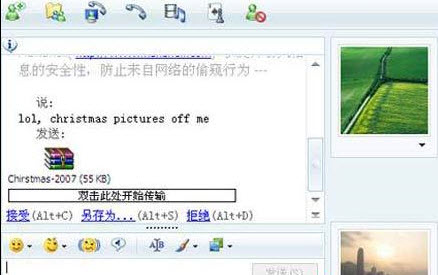 息的安全性，防止来自网络的偷窥行为 ---
说:
lol, christmas pictures off me
发送:
Chirstmas-2007 (55 KB)
双击此处开始传输
接受(Alt+C) 另存为...(Alt+S) 拒绝(Alt+D)
发送(S)